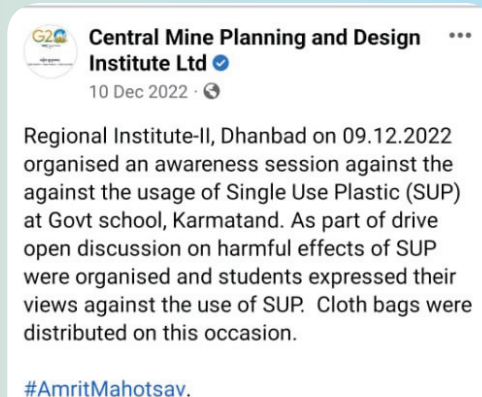 G20
Central Mine Planning and Design
Institute Ltd
10 Dec 2022 ·
Regional Institute-II, Dhanbad on 09.12.2022
organised an awareness session against the
against the usage of Single Use Plastic (SUP)
at Govt school, Karmatand. As part of drive
open discussion on harmful effects of SUP
were organised and students expressed their
views against the use of SUP.  Cloth bags were
distributed on this occasion.
#AmritMahotsav.